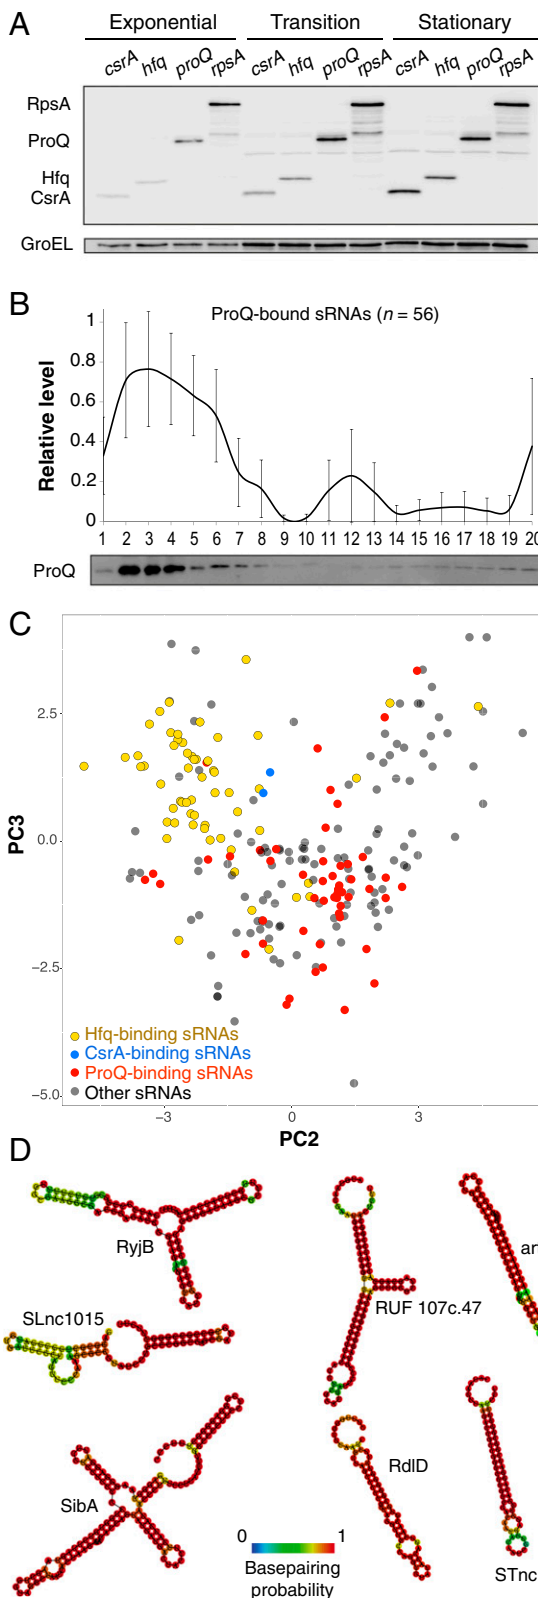 A
Exponential Transition Stationary
csrA hfq proQ rpsA csrA hfq proQ rpsA csrA hfq proQ rpsA
RpsA
ProQ
Hfq
CsrA
GroEL
B
ProQ-bound sRNAs (n = 56)
Relative level
1
0.8
0.6
0.4
0.2
0
1 2 3 4 5 6 7 8 9 10 11 12 13 14 15 16 17 18 19 20
ProQ
C
PC3
2.5
0.0
−2.5
−5.0
Hfq-binding sRNAs
CsrA-binding sRNAs
ProQ-binding sRNAs
Other sRNAs
−3 0 3
PC2
D
RyjB
SLnc1015
RUF 107c.47
SibA
RdlD
0 1
Basepairing
probability
STnc